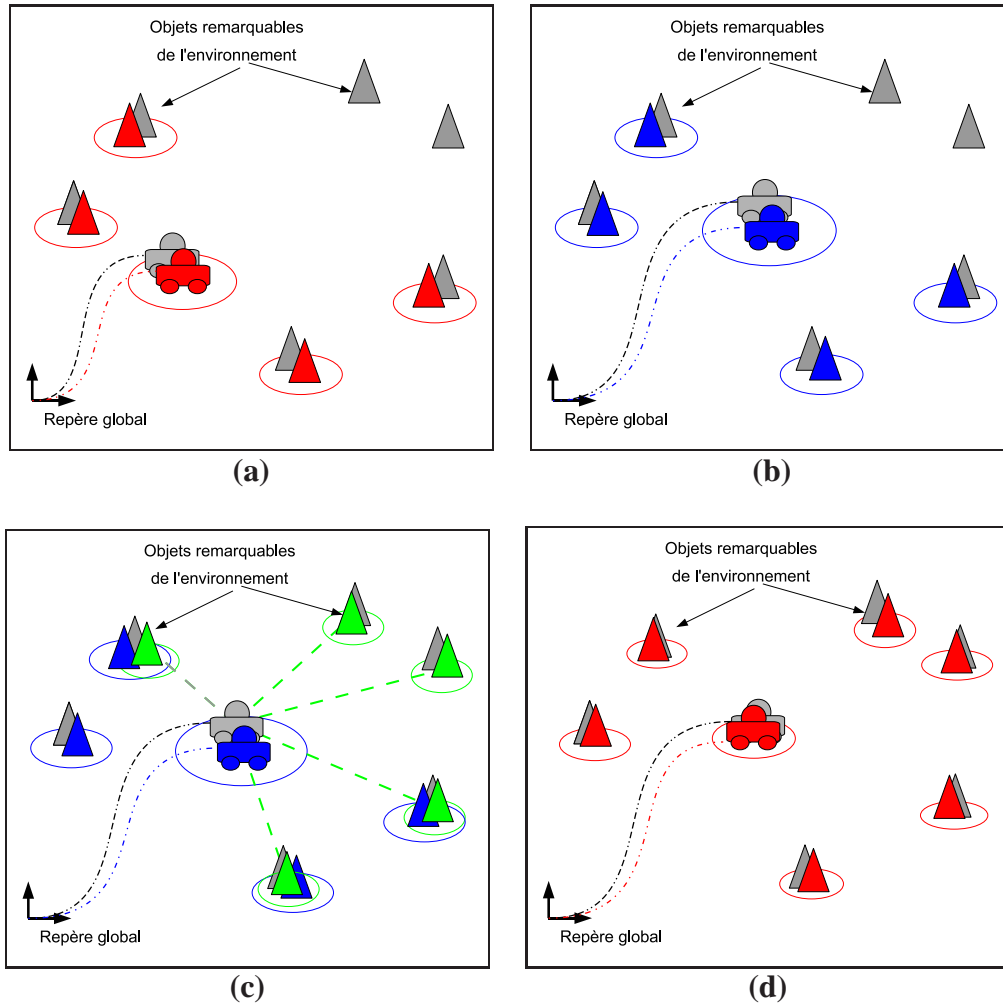 Objets remarquables
de l'environnement
Repère global
(a)
Objets remarquables
de l'environnement
Repère global
(b)
Objets remarquables
de l'environnement
Repère global
(c)
Objets remarquables
de l'environnement
Repère global
(d)